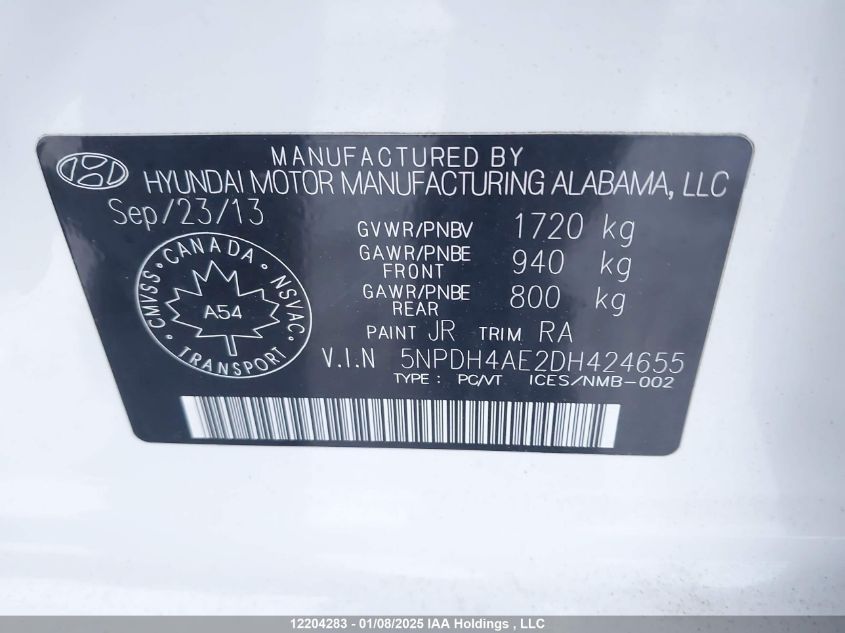 MANUFACTURED BY
HYUNDAI MOTOR MANUFACTURING ALABAMA, LLC
Sep/23/13
GVWR/PNBV 1720 kg
GAWR/PNBE FRONT 940 kg
GAWR/PNBE REAR 800 kg
PAINT JR TRIM RA
V.I.N 5NPDH4AE2DH424655
TYPE : PC/VT ICES/NMB-002
CANADA
CMVSS NSVAC
A54
TRANSPORT
12204283 - 01/08/2025 IAA Holdings , LLC